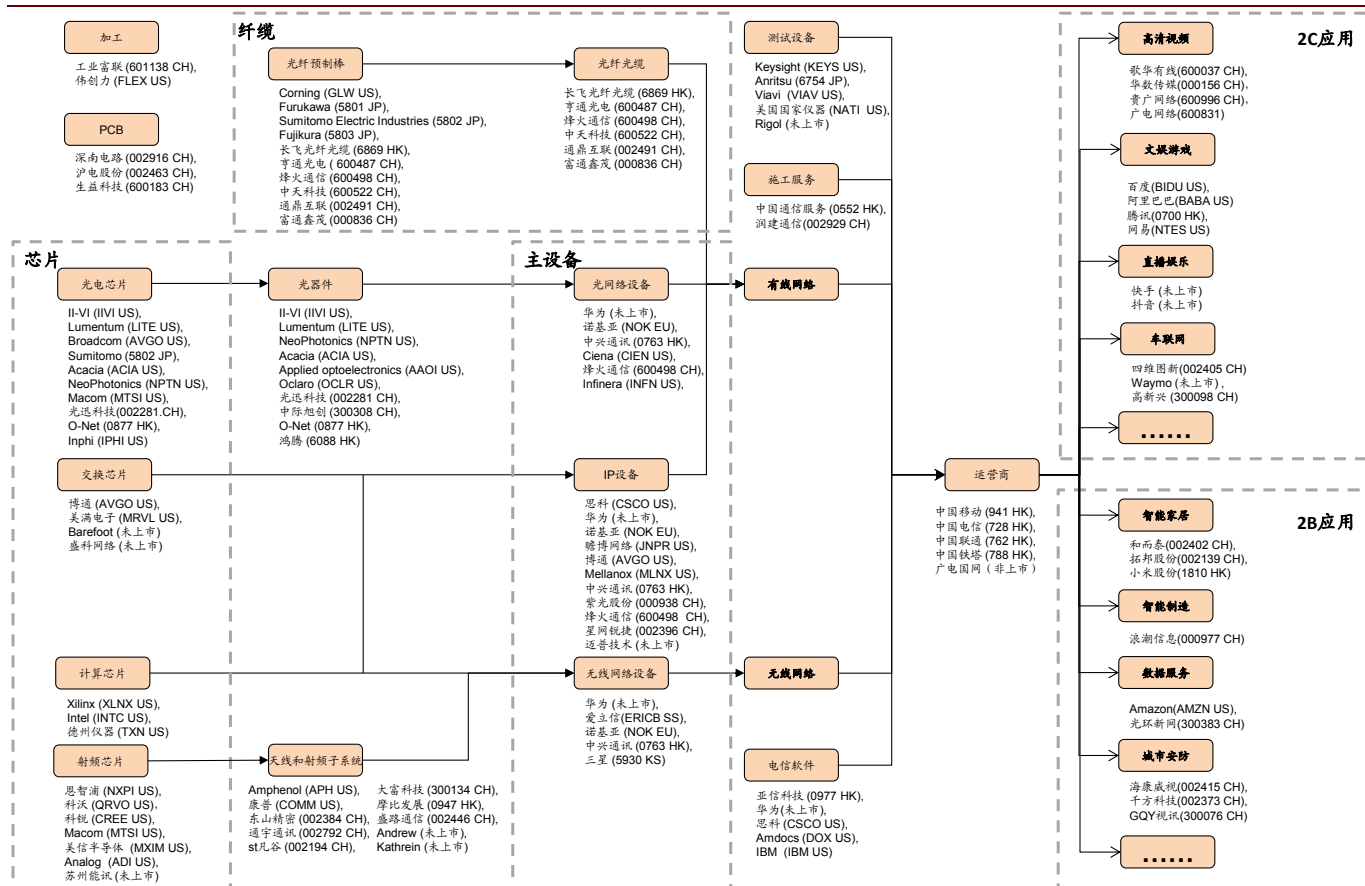 加工
工业富联(601138 CH),
伟创力(FLEX US)
PCB
深南电路(002916 CH),
沪电股份(002463 CH),
生益科技(600183 CH)
纤缆
光纤预制棒
Corning (GLW US),
Furukawa (5801 JP),
Sumitomo Electric Industries (5802 JP),
Fujikura (5803 JP),
长飞光纤光缆 (6869 HK),
亨通光电 ( 600487 CH),
烽火通信 (600498 CH),
中天科技 (600522 CH),
通鼎互联 (002491 CH),
富通鑫茂 (000836 CH)
光纤光缆
长飞光纤光缆 (6869 HK),
亨通光电 (600487 CH),
烽火通信 (600498 CH),
中天科技 (600522 CH),
通鼎互联 (002491 CH),
富通鑫茂 (000836 CH)
芯片
光电芯片
II-VI (IIVI US),
Lumentum (LITE US),
Broadcom (AVGO US),
Sumitomo (5802 JP),
Acacia (ACIA US),
NeoPhotonics (NPTN US),
Macom (MTSI US),
光迅科技(002281.CH),
O-Net (0877 HK),
Inphi (IPHI US)
交换芯片
博通 (AVGO US),
美满电子 (MRVL US),
Barefoot (未上市)
盛科网络 (未上市)
计算芯片
Xilinx (XLNX US),
Intel (INTC US),
德州仪器 (TXN US)
射频芯片
恩智浦 (NXPI US),
科沃 (QRVO US),
科锐 (CREE US),
Macom (MTSI US),
美信半导体 (MXIM US),
Analog (ADI US),
苏州能讯 (未上市)
光器件
II-VI (IIVI US),
Lumentum (LITE US),
NeoPhotonics (NPTN US),
Acacia (ACIA US),
Applied optoelectronics (AAOI US),
Oclaro (OCLR US),
光迅科技 (002281 CH),
中际旭创 (300308 CH),
O-Net (0877 HK),
鸿腾 (6088 HK)
天线和射频子系统
Amphenol (APH US),
康普 (COMM US),
东山精密 (002384 CH),
通宇通讯 (002792 CH),
st凡谷 (002194 CH),
大富科技 (300134 CH),
摩比发展 (0947 HK),
盛路通信 (002446 CH),
Andrew (未上市)
Kathrein (未上市)
主设备
光网络设备
华为 (未上市),
诺基亚 (NOK EU),
中兴通讯 (0763 HK),
Ciena (CIEN US),
烽火通信 (600498 CH),
Infinera (INFN US),
IP设备
思科 (CSCO US),
华为 (未上市),
诺基亚 (NOK EU),
瞻博网络 (JNPR US),
博通 (AVGO US),
Mellanox (MLNX US),
中兴通讯 (0763 HK),
紫光股份 (000938 CH),
烽火通信 (600498 CH),
星网锐捷 (002396 CH),
迈普技术 (未上市)
无线网络设备
华为 (未上市),
爱立信(ERICB SS),
诺基亚 (NOK EU),
中兴通讯 (0763 HK),
三星 (5930 KS)
测试设备
Keysight (KEYS US),
Anritsu (6754 JP),
Viavi (VIAV US),
美国国家仪器 (NATI US),
Rigol (未上市)
施工服务
中国通信服务 (0552 HK),
润建通信 (002929 CH)
有线网络
无线网络
电信软件
亚信科技 (0977 HK),
华为(未上市),
思科 (CSCO US),
Amdocs (DOX US),
IBM (IBM US)
运营商
中国移动 (941 HK),
中国电信 (728 HK),
中国联通 (762 HK),
中国铁塔 (788 HK),
广电国网（非上市）
2C应用
高清视频
歌华有线(600037 CH),
华数传媒(000156 CH),
贵广网络(600996 CH),
广电网络(600831)
文娱游戏
百度(BIDU US),
阿里巴巴(BABA US),
腾讯(0700 HK),
网易(NTES US)
直播娱乐
快手 (未上市)
抖音 (未上市)
车联网
四维图新(002405 CH)
Waymo (未上市),
高新兴 (300098 CH)
……
2B应用
智能家居
和而泰(002402 CH),
拓邦股份(002139 CH),
小米股份(1810 HK)
智能制造
浪潮信息(000977 CH)
数据服务
Amazon(AMZN US),
光环新网(300383 CH)
城市安防
海康威视(002415 CH),
千方科技(002373 CH),
GQY视讯(300076 CH)
……